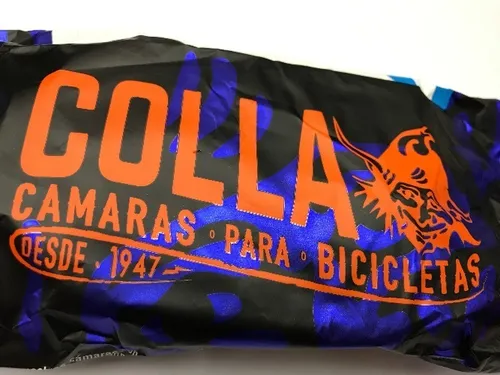 COLLA
CAMARAS • PARA • BICICLETAS
DESDE • 1947